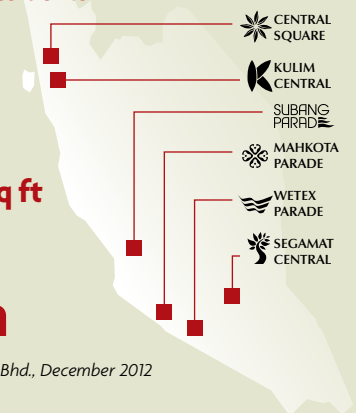 CENTRAL
SQUARE
KULIM
CENTRAL
SUBANG
PARADE
MAHKOTA
PARADE
q ft
WETEX
PARADE
SEGAMAT
CENTRAL
Bhd., December 2012